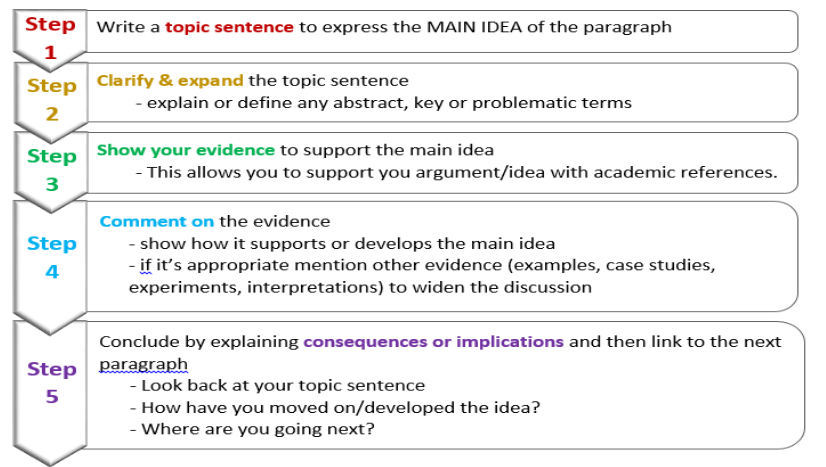 Step
1
Write a topic sentence to express the MAIN IDEA of the paragraph
Step
2
Clarify & expand the topic sentence
- explain or define any abstract, key or problematic terms
Step
3
Show your evidence to support the main idea
- This allows you to support you argument/idea with academic references.
Step
4
Comment on the evidence
- show how it supports or develops the main idea
- if it’s appropriate mention other evidence (examples, case studies,
experiments, interpretations) to widen the discussion
Step
5
Conclude by explaining consequences or implications and then link to the next
paragraph
- Look back at your topic sentence
- How have you moved on/developed the idea?
- Where are you going next?